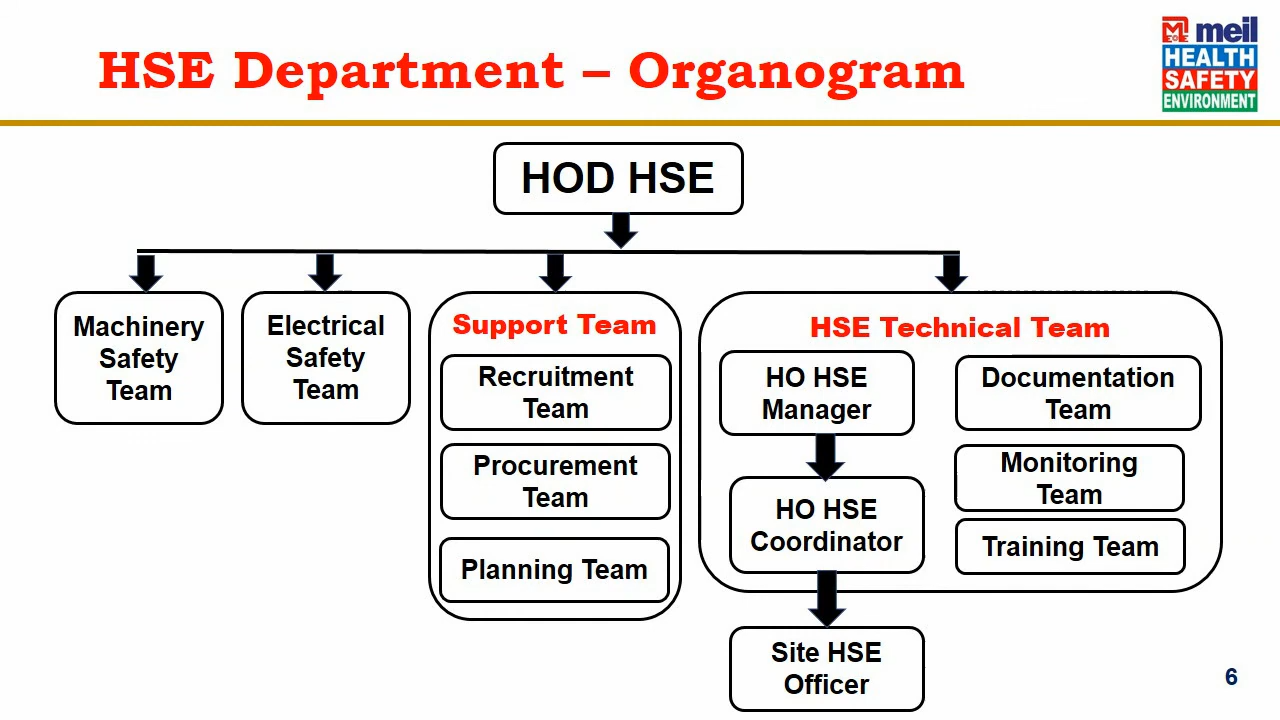 HSE Department – Organogram
meil
HEALTH
SAFETY
ENVIRONMENT
HOD HSE
Machinery
Safety
Team
Electrical
Safety
Team
Support Team
Recruitment
Team
Procurement
Team
Planning Team
HSE Technical Team
HO HSE
Manager
HO HSE
Coordinator
Documentation
Team
Monitoring
Team
Training Team
Site HSE
Officer
6